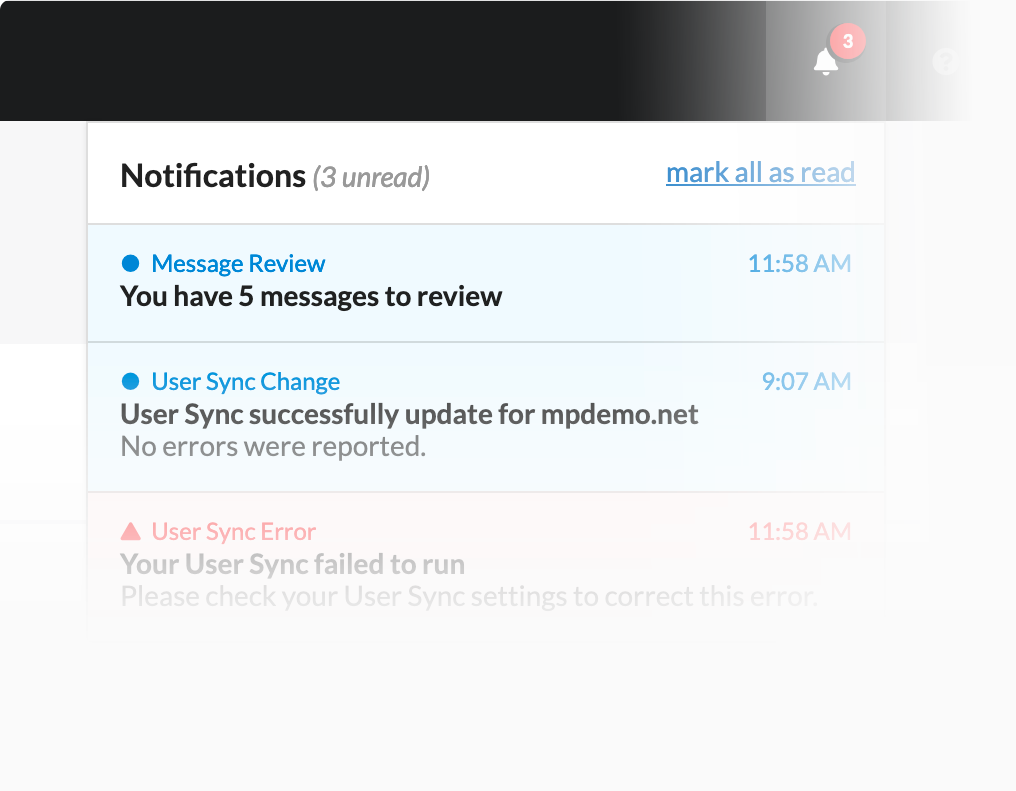 3
?
Notifications (3 unread)
mark all as read
Message Review
11:58 AM
You have 5 messages to review
User Sync Change
9:07 AM
User Sync successfully update for mpdemo.net
No errors were reported.
User Sync Error
11:58 AM
Your User Sync failed to run
Please check your User Sync settings to correct this error.